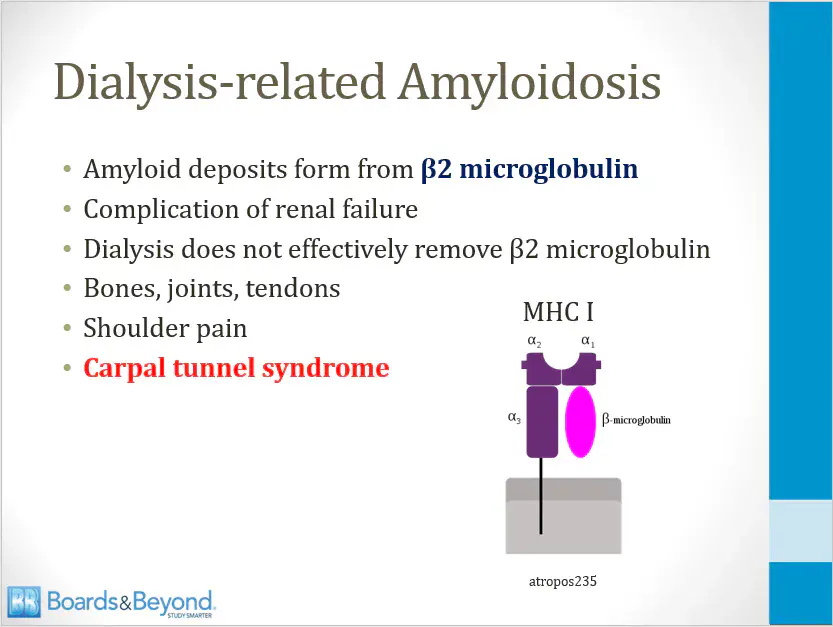 Dialysis-related Amyloidosis
• Amyloid deposits form from β2 microglobulin
• Complication of renal failure
• Dialysis does not effectively remove β2 microglobulin
• Bones, joints, tendons
• Shoulder pain
• Carpal tunnel syndrome
MHC I
α2 α1
α3 β-microglobulin
atropos235
BB Boards&Beyond.
STUDY SMARTER